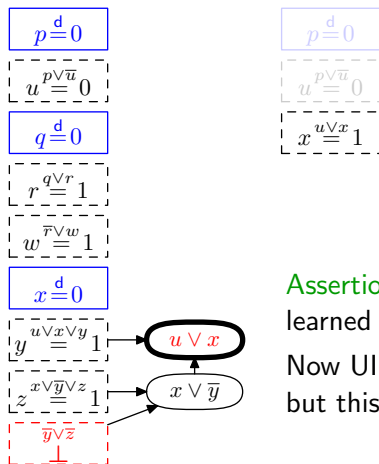 p =ᵈ 0
u =^{p∨u̅} 0
q =ᵈ 0
r =^{q∨r} 1
w =^{r̅∨w} 1
x =ᵈ 0
y =^{u∨x∨y} 1
u ∨ x
z =^{x∨y̅∨z} 1
x ∨ y̅
y̅∨z̅
⊥
p =ᵈ 0
u =^{p∨u̅} 0
x =^{u∨x} 1
Assertio
learned
Now UI
but this